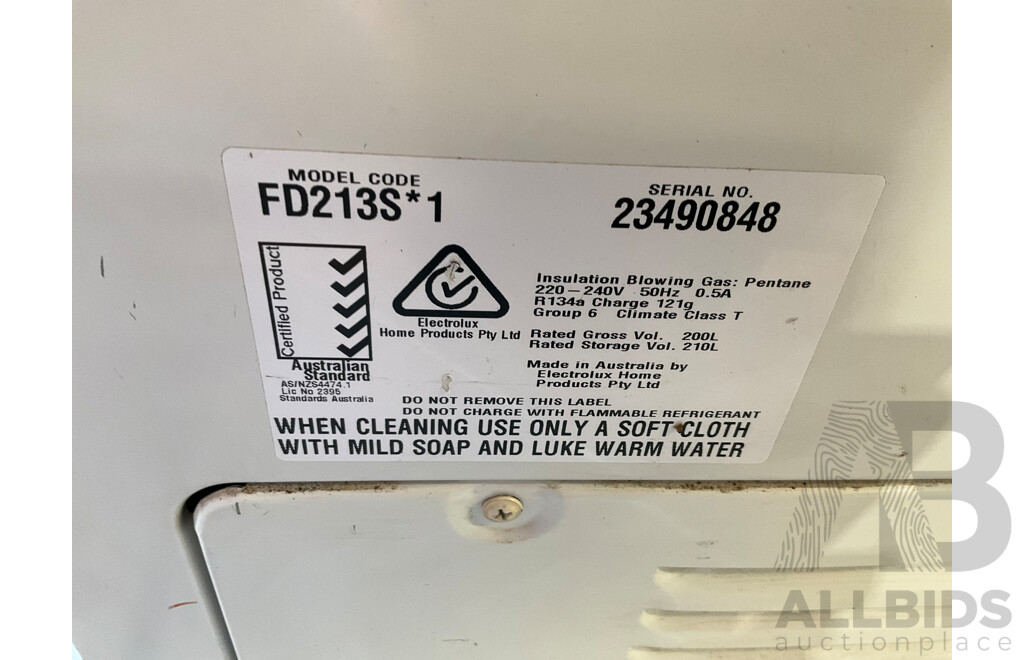 MODEL CODE
FD213S*1
SERIAL NO.
23490848
Certified Product
Australian
Standard
AS/NZS4474.1
Lic No 2395
Standards Australia
Electrolux
Home Products Pty Ltd
Insulation Blowing Gas: Pentane
220-240V 50Hz 0.5A
R134a Charge 121g
Group 6 Climate Class T
Rated Gross Vol. 200L
Rated Storage Vol. 210L
Made in Australia by
Electrolux Home
Products Pty Ltd
DO NOT REMOVE THIS LABEL
DO NOT CHARGE WITH FLAMMABLE REFRIGERANT
WHEN CLEANING USE ONLY A SOFT CLOTH
WITH MILD SOAP AND LUKE WARM WATER
AB
ALLBIDS
auctionplace